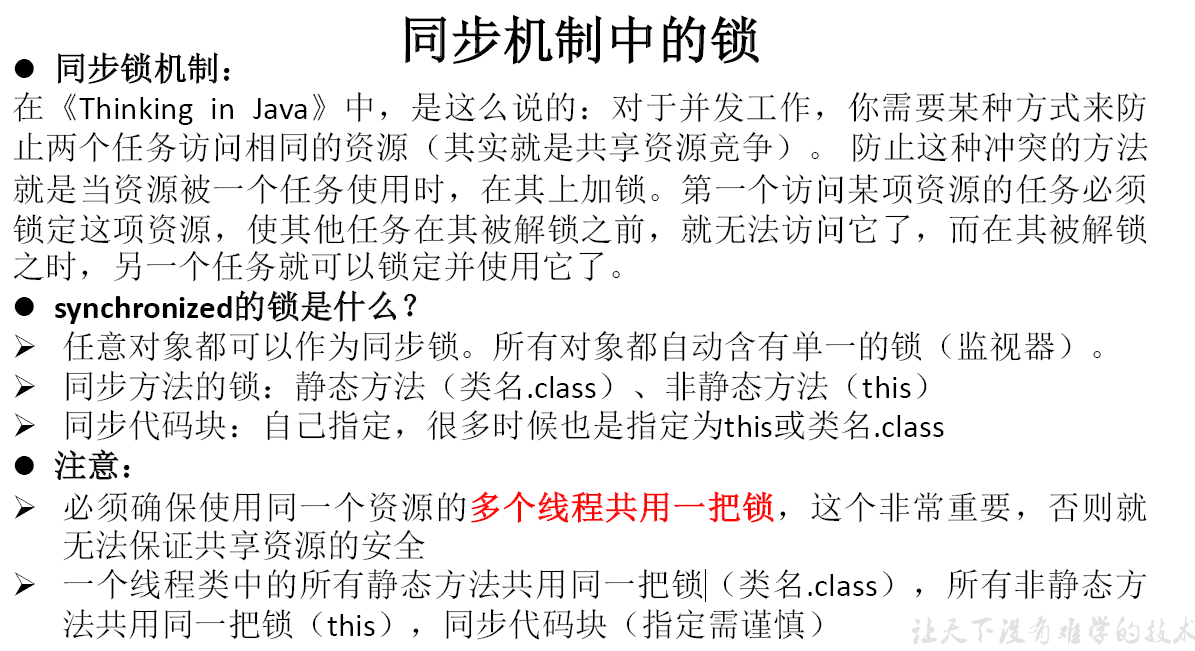 同步机制中的锁
● 同步锁机制：
在《Thinking in Java》中，是这么说的：对于并发工作，你需要某种方式来防
止两个任务访问相同的资源（其实就是共享资源竞争）。 防止这种冲突的方法
就是当资源被一个任务使用时，在其上加锁。第一个访问某项资源的任务必须
锁定这项资源，使其他任务在其被解锁之前，就无法访问它了，而在其被解锁
之时，另一个任务就可以锁定并使用它了。
● synchronized的锁是什么？
➢ 任意对象都可以作为同步锁。所有对象都自动含有单一的锁（监视器）。
➢ 同步方法的锁：静态方法（类名.class）、非静态方法（this）
➢ 同步代码块：自己指定，很多时候也是指定为this或类名.class
● 注意：
➢ 必须确保使用同一个资源的多个线程共用一把锁，这个非常重要，否则就
无法保证共享资源的安全
➢ 一个线程类中的所有静态方法共用同一把锁（类名.class），所有非静态方
法共用同一把锁（this），同步代码块（指定需谨慎）
让天下没有难学的技术